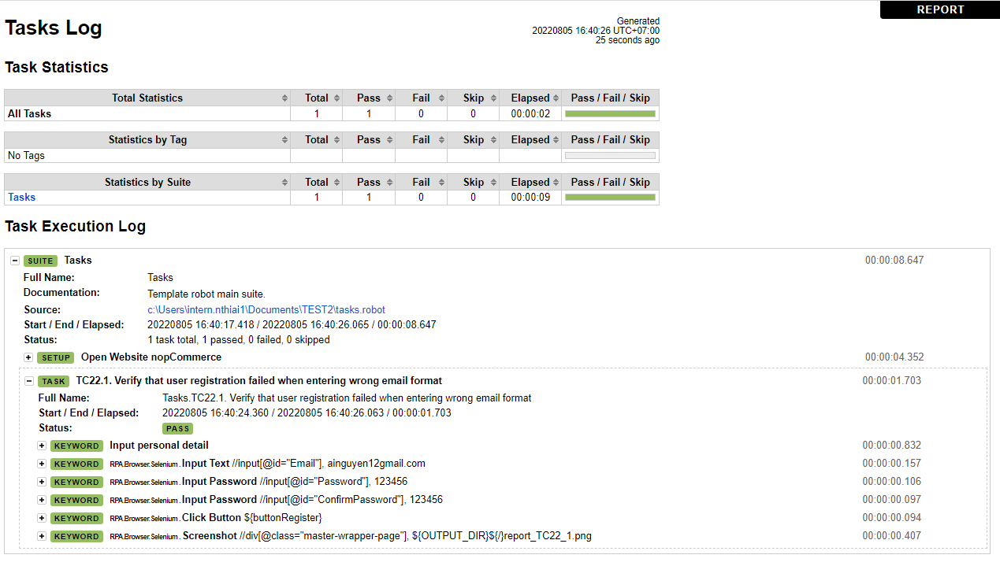 REPORT
Tasks Log
Generated
20220805 16:40:26 UTC+07:00
25 seconds ago
Task Statistics
Total Statistics Total Pass Fail Skip Elapsed Pass / Fail / Skip
All Tasks 1 1 0 0 00:00:02
Statistics by Tag Total Pass Fail Skip Elapsed Pass / Fail / Skip
No Tags
Statistics by Suite Total Pass Fail Skip Elapsed Pass / Fail / Skip
Tasks 1 1 0 0 00:00:09
Task Execution Log
SUITE Tasks 00:00:08.647
Full Name: Tasks
Documentation: Template robot main suite.
Source: c:\Users\intern.nthiai1\Documents\TEST2\tasks.robot
Start / End / Elapsed: 20220805 16:40:17.418 / 20220805 16:40:26.065 / 00:00:08.647
Status: 1 task total, 1 passed, 0 failed, 0 skipped
SETUP Open Website nopCommerce 00:00:04.352
TASK TC22.1. Verify that user registration failed when entering wrong email format 00:00:01.703
Full Name: Tasks.TC22.1. Verify that user registration failed when entering wrong email format
Start / End / Elapsed: 20220805 16:40:24.360 / 20220805 16:40:26.063 / 00:00:01.703
Status: PASS
KEYWORD Input personal detail 00:00:00.832
KEYWORD RPA.Browser.Selenium. Input Text //input[@id="Email"], ainguyen12gmail.com 00:00:00.157
KEYWORD RPA.Browser.Selenium. Input Password //input[@id="Password"], 123456 00:00:00.106
KEYWORD RPA.Browser.Selenium. Input Password //input[@id="ConfirmPassword"], 123456 00:00:00.097
KEYWORD RPA.Browser.Selenium. Click Button ${buttonRegister} 00:00:00.094
KEYWORD RPA.Browser.Selenium. Screenshot //div[@class="master-wrapper-page"], ${OUTPUT_DIR}${/}report_TC22_1.png 00:00:00.407